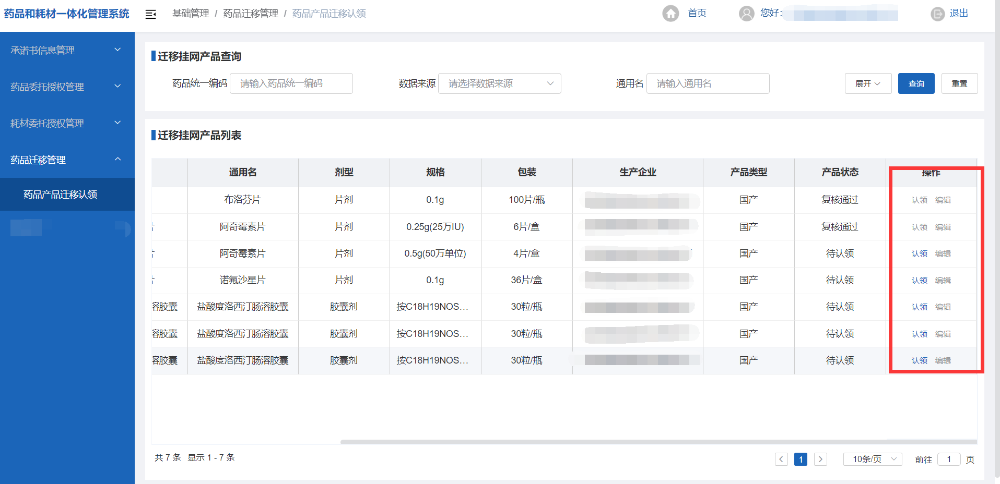 药品和耗材一体化管理系统
基础管理 / 药品迁移管理 / 药品产品迁移认领
首页
您好:
退出
承诺书信息管理
药品委托授权管理
耗材委托授权管理
药品迁移管理
药品产品迁移认领
迁移挂网产品查询
药品统一编码 请输入药品统一编码
数据来源 请选择数据来源
通用名 请输入通用名
展开
查询
重置
迁移挂网产品列表
通用名 剂型 规格 包装 生产企业 产品类型 产品状态 操作
布洛芬片 片剂 0.1g 100片/瓶 国产 复核通过 认领 编辑
片 阿奇霉素片 片剂 0.25g(25万IU) 6片/盒 国产 复核通过 认领 编辑
片 阿奇霉素片 片剂 0.5g(50万单位) 4片/盒 国产 待认领 认领 编辑
片 诺氟沙星片 片剂 0.1g 36片/盒 国产 待认领 认领 编辑
溶胶囊 盐酸度洛西汀肠溶胶囊 胶囊剂 按C18H19NOS... 30粒/瓶 国产 待认领 认领 编辑
溶胶囊 盐酸度洛西汀肠溶胶囊 胶囊剂 按C18H19NOS... 30粒/瓶 国产 待认领 认领 编辑
溶胶囊 盐酸度洛西汀肠溶胶囊 胶囊剂 按C18H19NOS... 30粒/瓶 国产 待认领 认领 编辑
共 7 条 显示 1 - 7 条
1
10条/页
前往 1 页